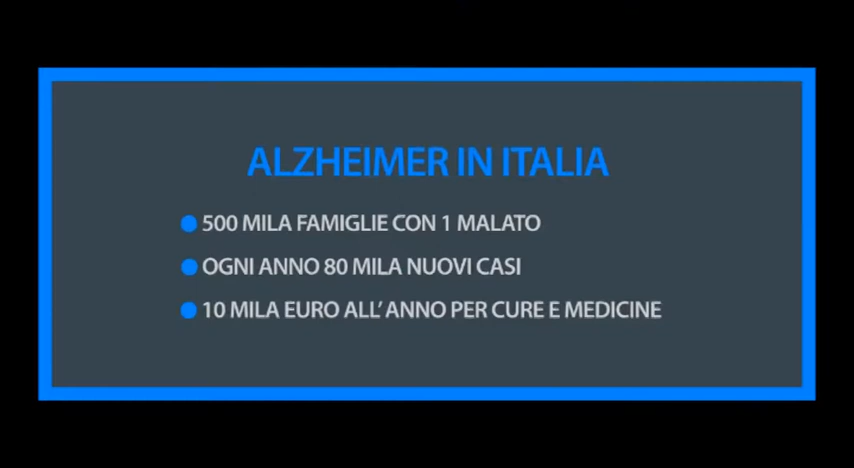 ALZHEIMER IN ITALIA
500 MILA FAMIGLIE CON 1 MALATO
OGNI ANNO 80 MILA NUOVI CASI
10 MILA EURO ALL’ANNO PER CURE E MEDICINE